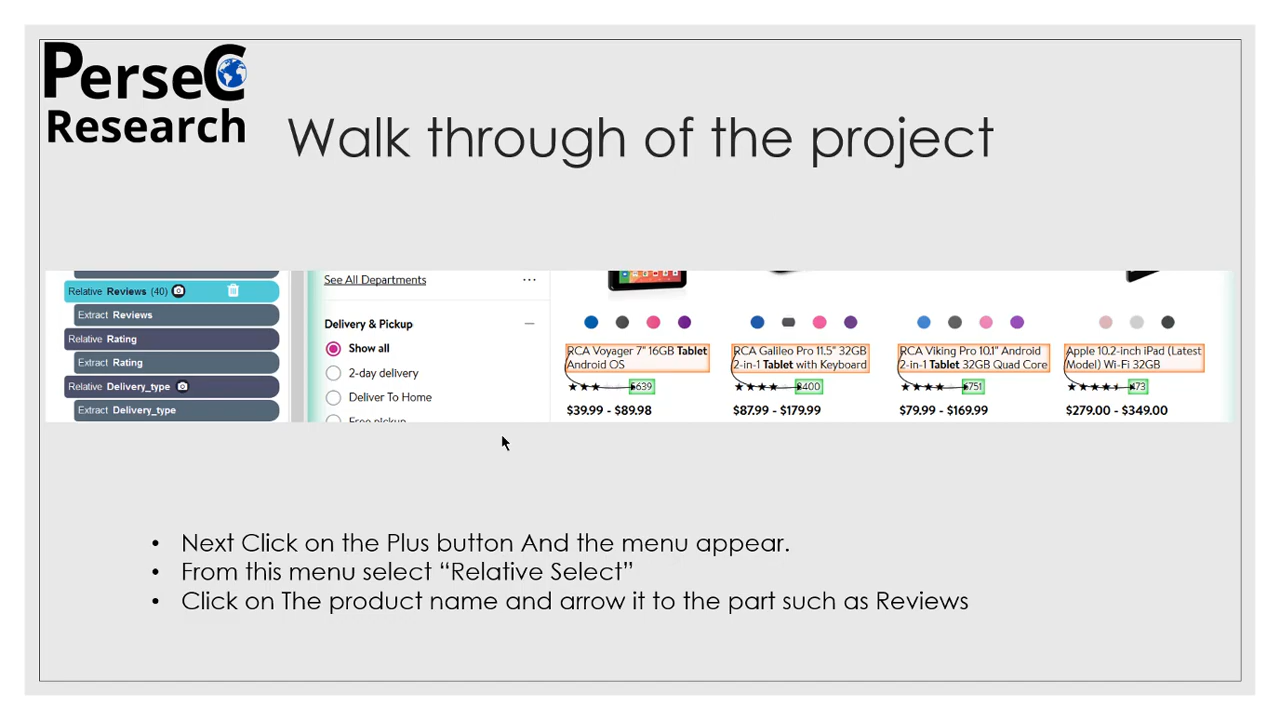 PerseC
Research
Walk through of the project
Relative Reviews (40)
Extract Reviews
Relative Rating
Extract Rating
Relative Delivery_type
Extract Delivery_type
See All Departments
Delivery & Pickup
Show all
2-day delivery
Deliver To Home
Free pickup
RCA Voyager 7" 16GB Tablet
Android OS
639
$39.99 - $89.98
RCA Galileo Pro 11.5" 32GB
2-in-1 Tablet with Keyboard
400
$87.99 - $179.99
RCA Viking Pro 10.1" Android
2-in-1 Tablet 32GB Quad Core
751
$79.99 - $169.99
Apple 10.2-inch iPad (Latest
Model) Wi-Fi 32GB
473
$279.00 - $349.00
• Next Click on the Plus button And the menu appear.
• From this menu select “Relative Select”
• Click on The product name and arrow it to the part such as Reviews